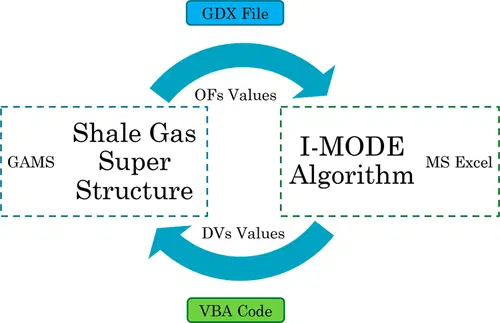 GDX File
OFs Values
GAMS
Shale Gas
Super
Structure
I-MODE
Algorithm
MS Excel
DVs Values
VBA Code